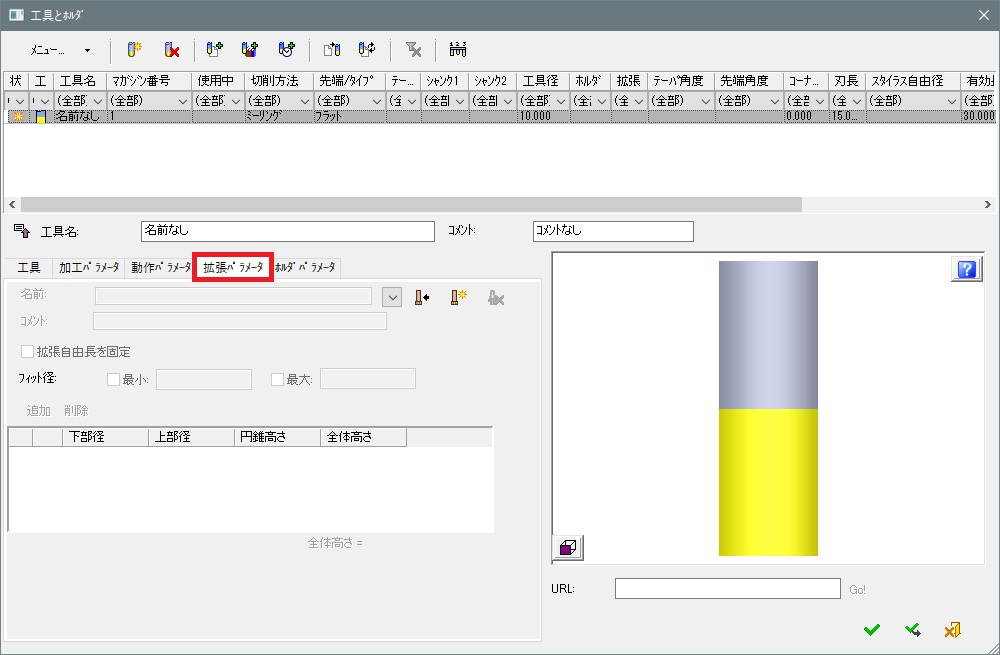 工具とﾎﾙﾀﾞ
ﾒﾆｭｰ...
状 工 工具名 ﾏｶﾞｼﾞﾝ番号 使用中 切削方法 先端/ﾀｲﾌﾟ テー... ｼｬﾝｸ1 ｼｬﾝｸ2 工具径 ﾎﾙﾀﾞ 拡張 ﾃｰﾊﾟ角度 先端角度 ｺｰﾅ... 刃長 ｽﾀｲﾗｽ自由径 有効
(全部) (全部) (全部) (全部) (全部) (全 (全部) (全部) (全部) (全 (全 (全部) (全部) (全部 (全 (全部) (全部
名前なし 1 ﾐｰﾘﾝｸﾞ ﾌﾗｯﾄ 10.000 0.000 15.0... 30.000
工具名: 名前なし ｺﾒﾝﾄ: ｺﾒﾝﾄなし
工具 加工ﾊﾟﾗﾒｰﾀ 動作ﾊﾟﾗﾒｰﾀ 拡張ﾊﾟﾗﾒｰﾀ ﾎﾙﾀﾞﾊﾟﾗﾒｰﾀ
名前:
ｺﾒﾝﾄ:
拡張自由長を固定
ﾌｨｯﾄ径: 最小: 最大:
追加 削除
下部径 上部径 円錐高さ 全体高さ
全体高さ =
URL: Go!